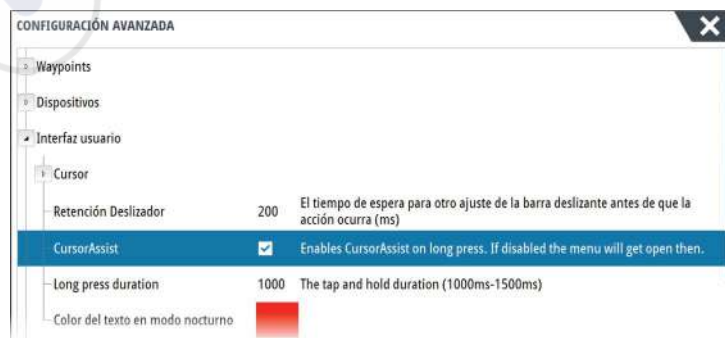 CONFIGURACIÓN AVANZADA
Waypoints
Dispositivos
Interfaz usuario
Cursor
Retención Deslizador 200 El tiempo de espera para otro ajuste de la barra deslizante antes de que la
acción ocurra (ms)
CursorAssist Enables CursorAssist on long press. If disabled the menu will get open then.
Long press duration 1000 The tap and hold duration (1000ms-1500ms)
Color del texto en modo nocturno